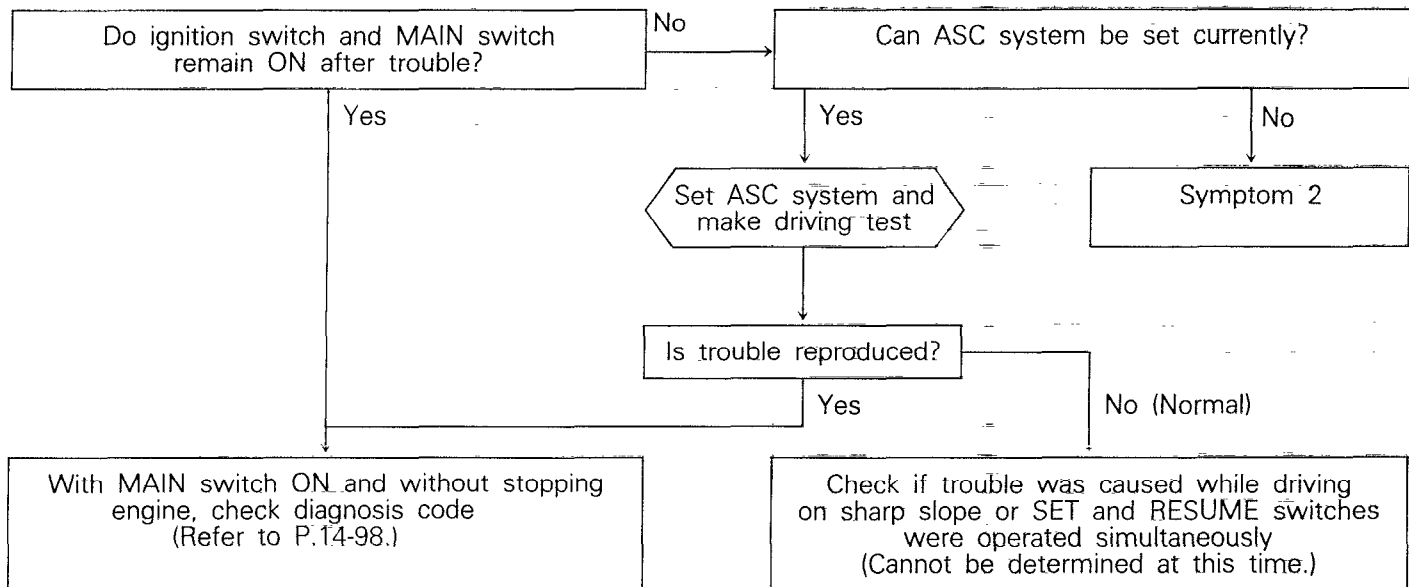 Do ignition switch and MAIN switch
remain ON after trouble?
No
Can ASC system be set currently?
Yes
Yes
No
Set ASC system and
make driving test
Symptom 2
Is trouble reproduced?
Yes
No (Normal)
With MAIN switch ON and without stopping
engine, check diagnosis code
(Refer to P.14-98.)
Check if trouble was caused while driving
on sharp slope or SET and RESUME switches
were operated simultaneously
(Cannot be determined at this time.)